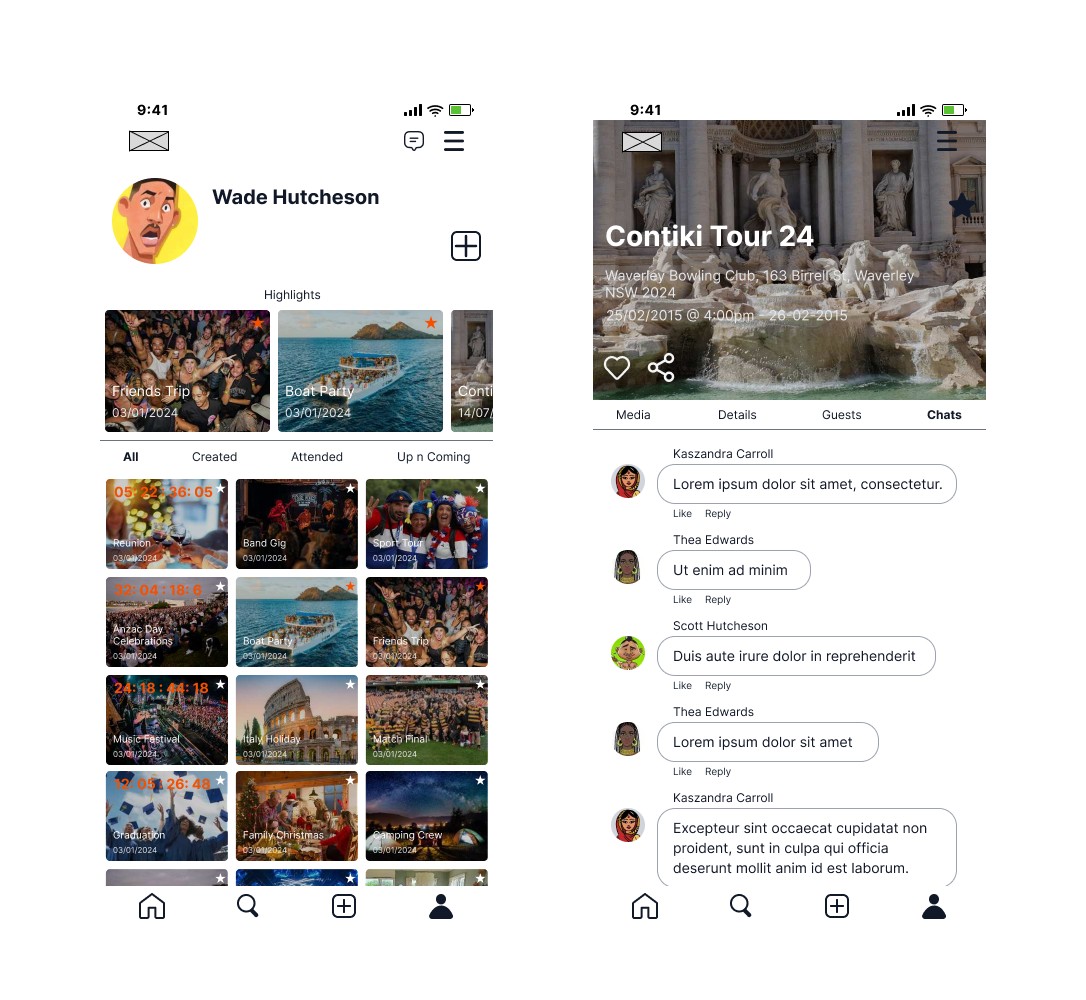 9:41
Wade Hutcheson
Highlights
Friends Trip
03/01/2024
Boat Party
03/01/2024
Conti
14/07/
All Created Attended Up n Coming
05: 22: 36: 05
Reunion
03/01/2024
Band Gig
03/01/2024
Sport Tour
03/01/2024
32: 04 : 18: 6
Anzac Day
Celebrations
03/01/2024
Boat Party
03/01/2024
Friends Trip
03/01/2024
24: 18 : 44: 18
Music Festival
03/01/2024
Italy, Holiday
03/01/2024
Match Final
03/01/2024
12: 05 : 26: 48
Graduation
03/01/2024
Family Christmas
03/01/2024
Camping Crew
03/01/2024
9:41
Contiki Tour 24
Waverley Bowling Club, 163 Birrell St, Waverley
NSW 2024
25/02/2015 @ 4:00pm - 26-02-2015
Media Details Guests Chats
Kaszandra Carroll
Lorem ipsum dolor sit amet, consectetur.
Like Reply
Thea Edwards
Ut enim ad minim
Like Reply
Scott Hutcheson
Duis aute irure dolor in reprehenderit
Like Reply
Thea Edwards
Lorem ipsum dolor sit amet
Like Reply
Kaszandra Carroll
Excepteur sint occaecat cupidatat non
proident, sunt in culpa qui officia
deserunt mollit anim id est laborum.